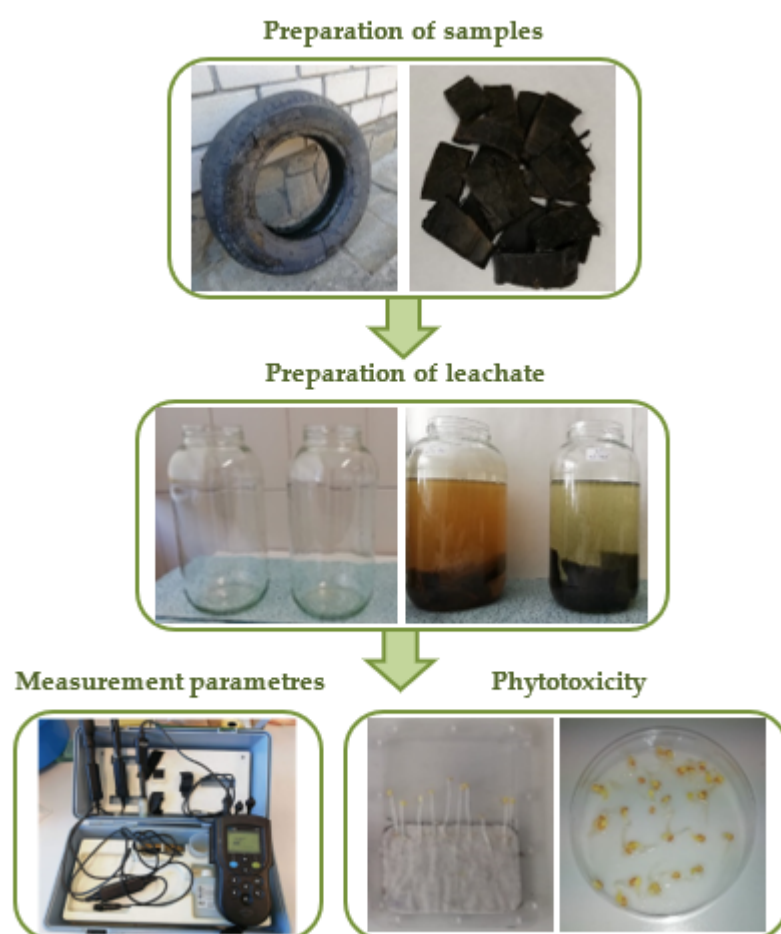 Preparation of samples
Preparation of leachate
Measurement parametres
Phytotoxicity